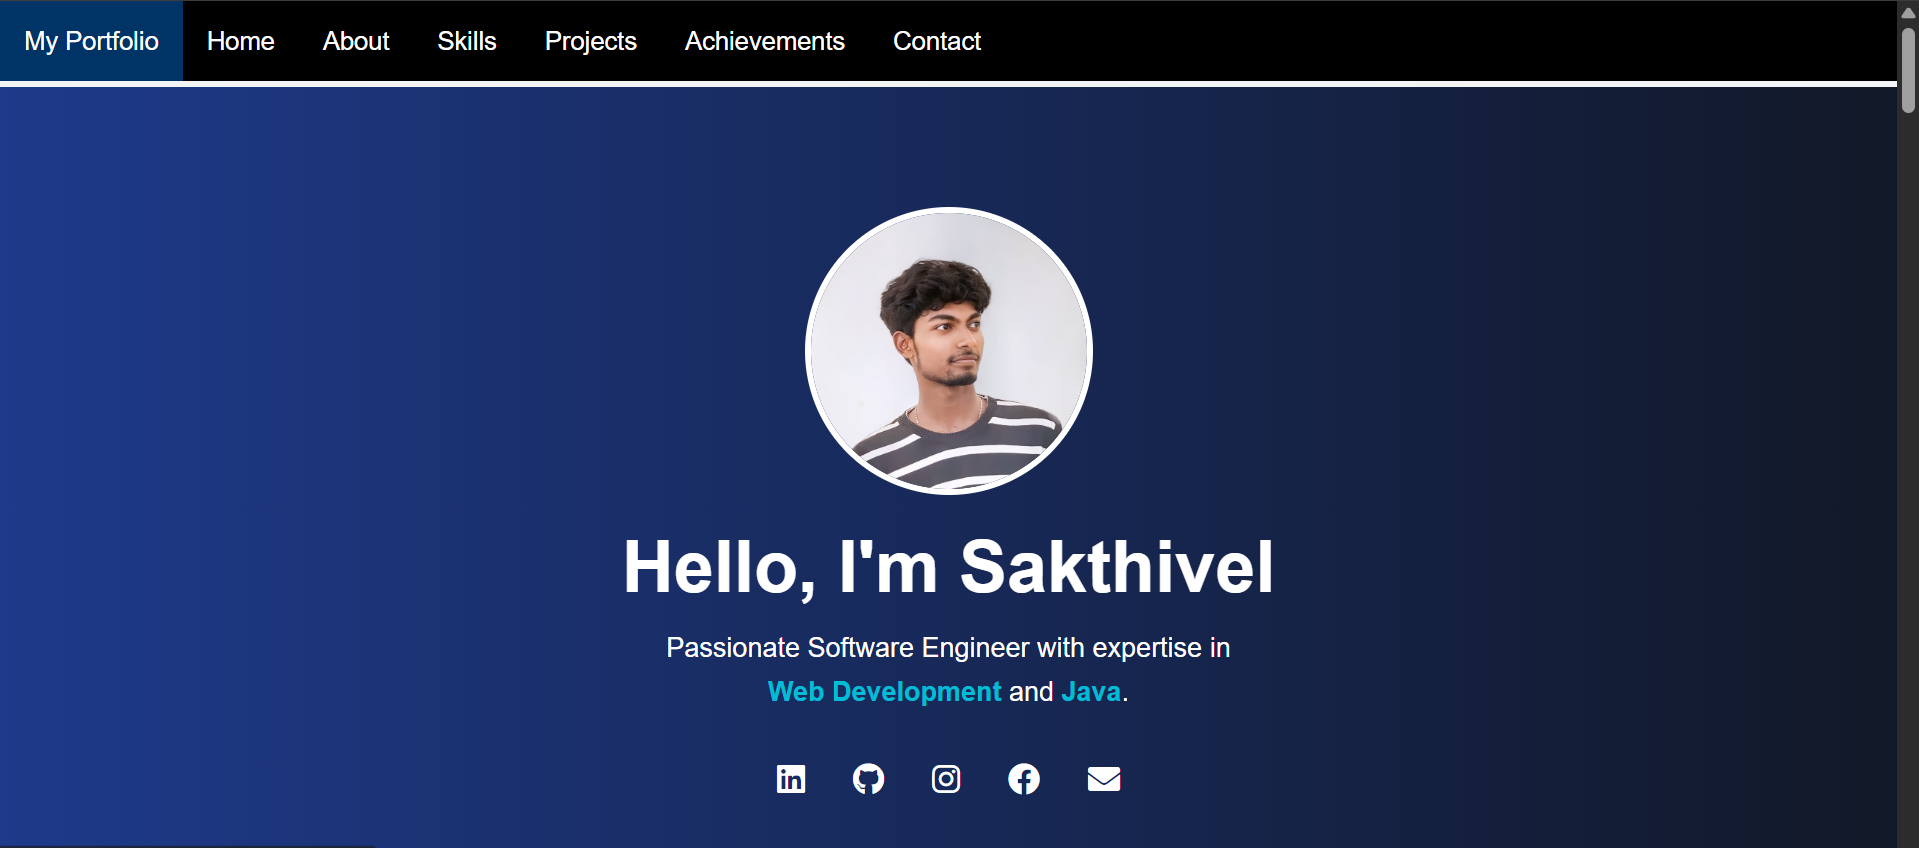 My Portfolio Home About Skills Projects Achievements Contact
Hello, I'm Sakthivel
Passionate Software Engineer with expertise in
Web Development and Java.
in